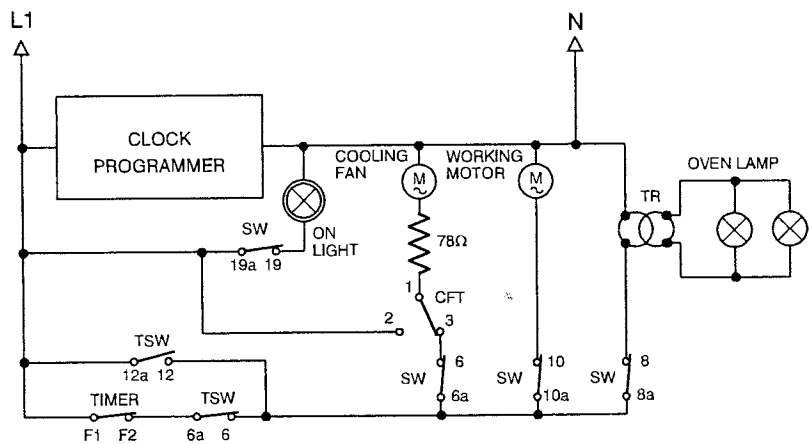 L1
N
CLOCK
PROGRAMMER
COOLING
FAN
WORKING
MOTOR
OVEN LAMP
M
~
M
~
TR
SW
ON
LIGHT
19a 19
78Ω
1
CFT
2
3
TSW
12a 12
6
10
8
SW
SW
SW
6a
10a
8a
TIMER
TSW
F1
F2
6a
6